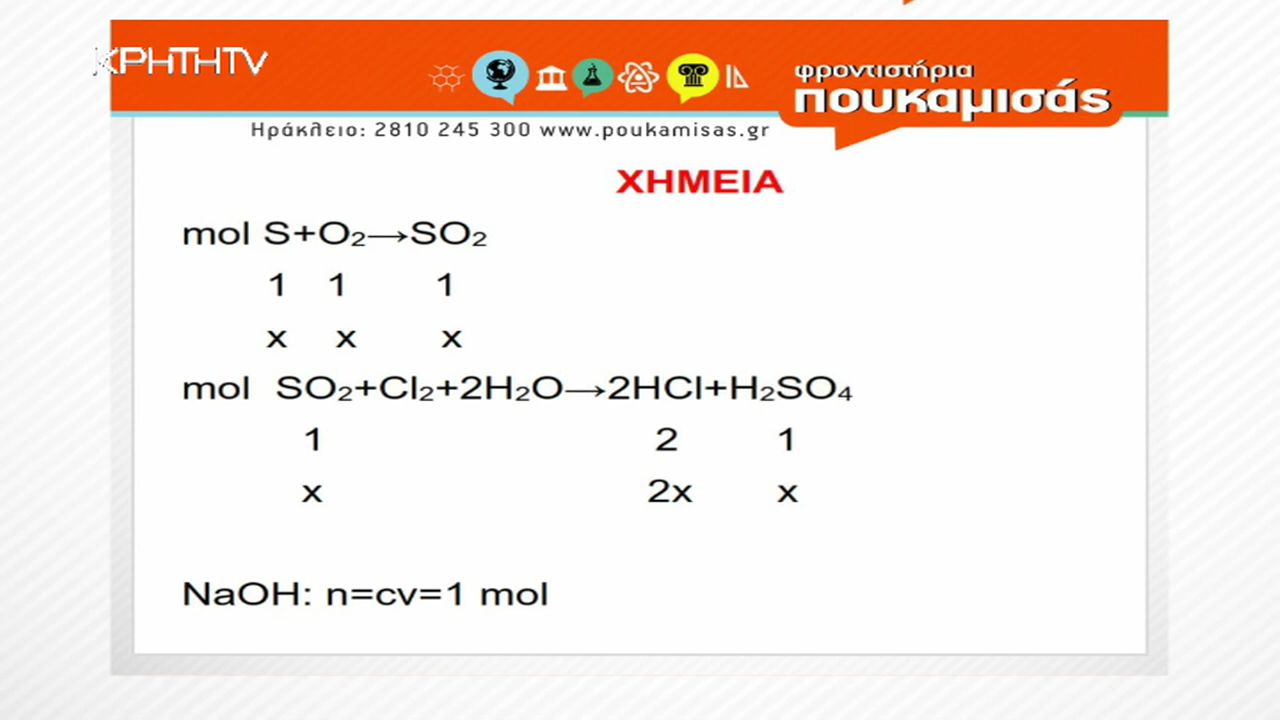 ΚΡΗΤΗTV
φροντιστήρια
πουκαμισάς
Ηράκλειο: 2810 245 300 www.poukamisas.gr
ΧΗΜΕΙΑ
mol S+O₂→SO₂
1 1 1
x x x
mol SO₂+Cl₂+2H₂O→2HCl+H₂SO₄
1 2 1
x 2x x
NaOH: n=cv=1 mol